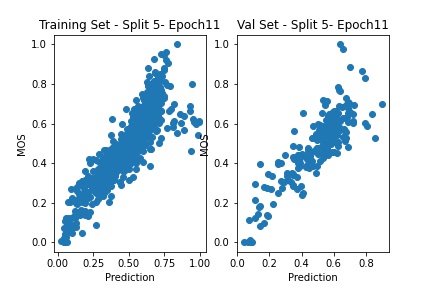 Training Set - Split 5- Epoch11
Val Set - Split 5- Epoch11
MOS
1.0
0.8
0.6
0.4
0.2
0.0
0.00 0.25 0.50 0.75 1.00
Prediction
MOS
1.0
0.8
0.6
0.4
0.2
0.0
0.0 0.2 0.4 0.6 0.8
Prediction